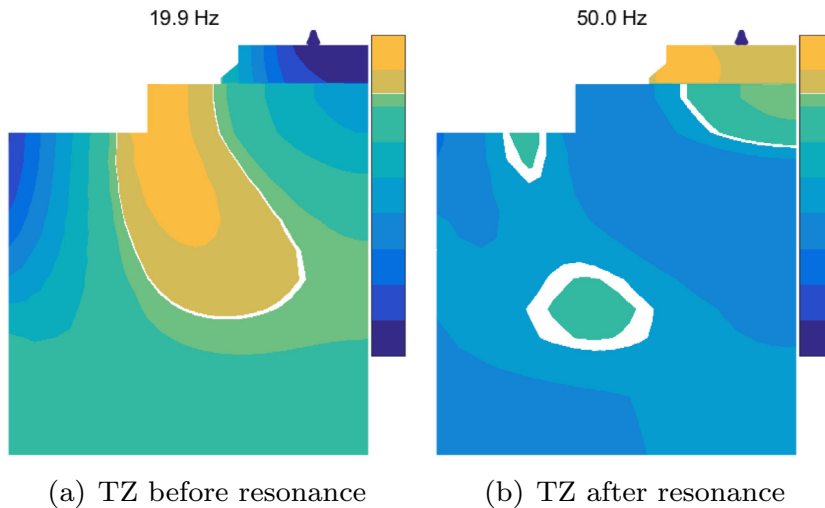 19.9 Hz
50.0 Hz
(a) TZ before resonance
(b) TZ after resonance